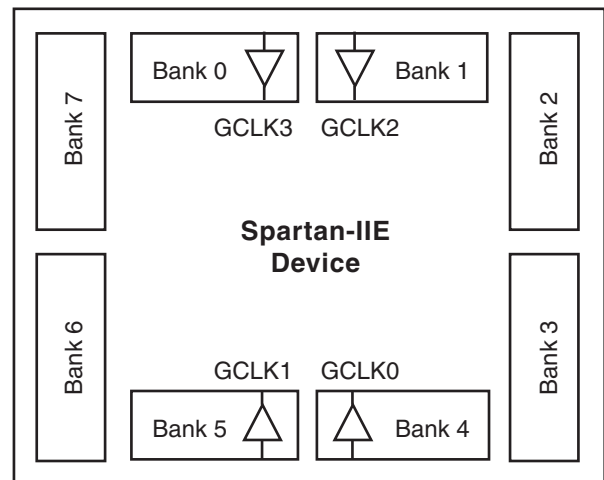 Bank 0
Bank 1
Bank 7
Bank 2
GCLK3
GCLK2
Spartan-IIE
Device
Bank 6
Bank 3
GCLK1
GCLK0
Bank 5
Bank 4